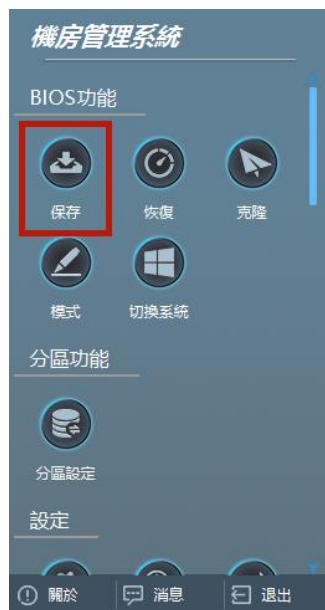 機房管理系統
BIOS功能
保存 恢復 克隆
模式 切換系統
分區功能
分區設定
設定
關於 消息 退出